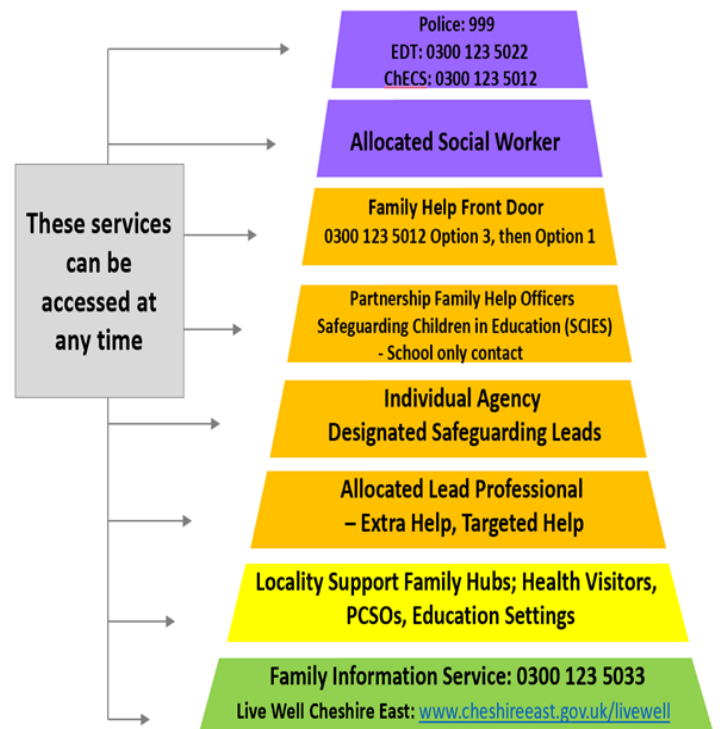 Police: 999
EDT: 0300 123 5022
ChECS: 0300 123 5012
Allocated Social Worker
These services
can be
accessed at
any time
Family Help Front Door
0300 123 5012 Option 3, then Option 1
Partnership Family Help Officers
Safeguarding Children in Education (SCIES)
- School only contact
Individual Agency
Designated Safeguarding Leads
Allocated Lead Professional
– Extra Help, Targeted Help
Locality Support Family Hubs; Health Visitors,
PCSOs, Education Settings
Family Information Service: 0300 123 5033
Live Well Cheshire East: www.cheshireeast.gov.uk/livewell